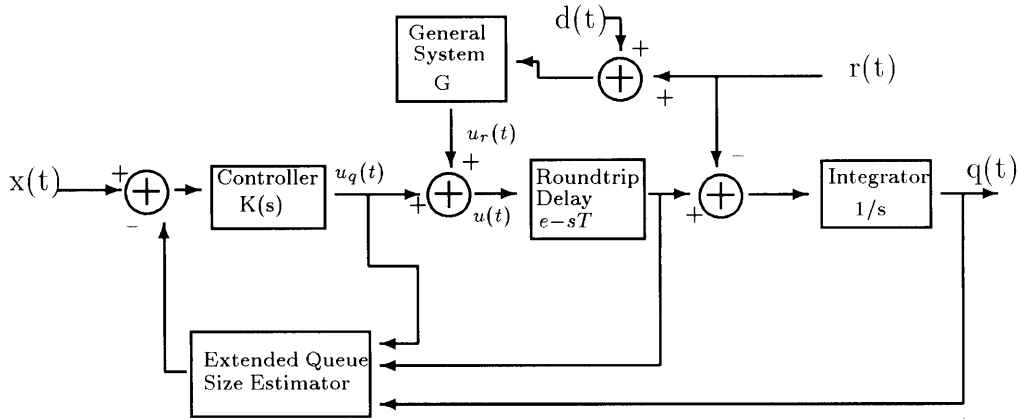 d(t)
General
System
G
+
+
r(t)
u_r(t)
+
−
x(t)
+
−
Controller
K(s)
u_q(t)
+
u(t)
Roundtrip
Delay
e−sT
+
Integrator
1/s
q(t)
Extended Queue
Size Estimator